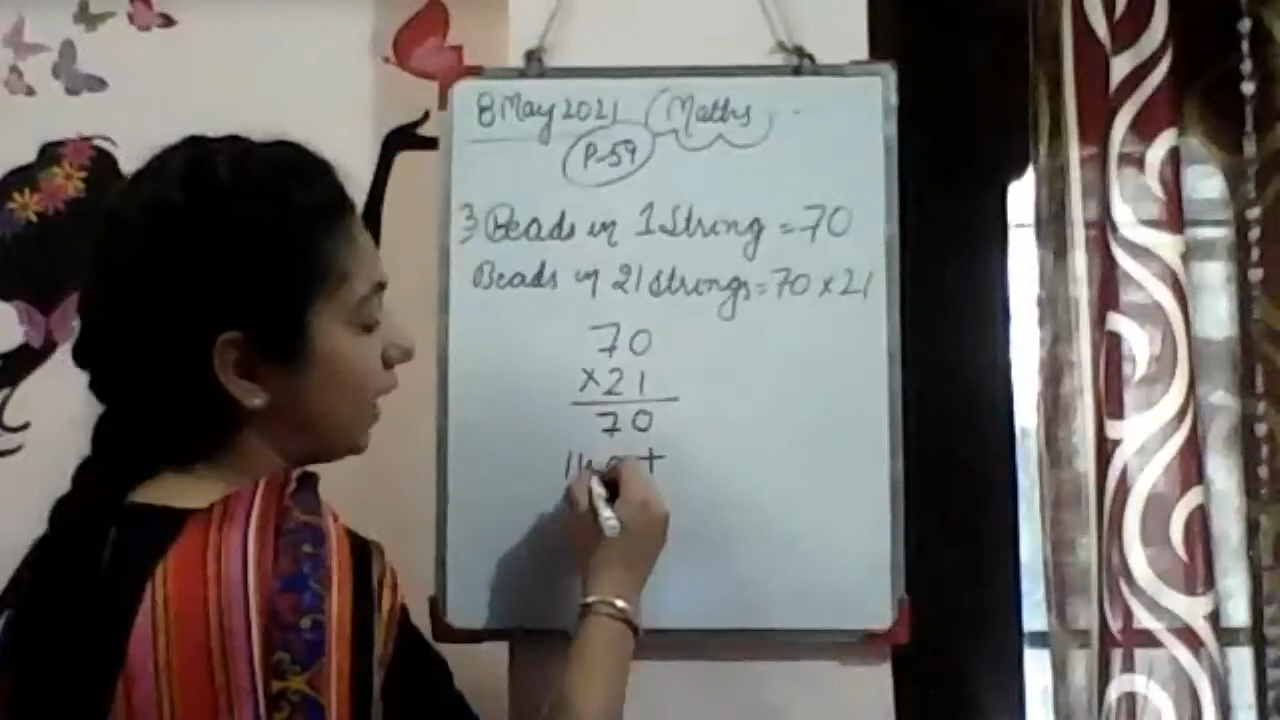 8 May 2021 (Maths)
P-59
3 Beads in 1 String = 70
Beads in 21 strings = 70 × 21
70
×21
70
140+